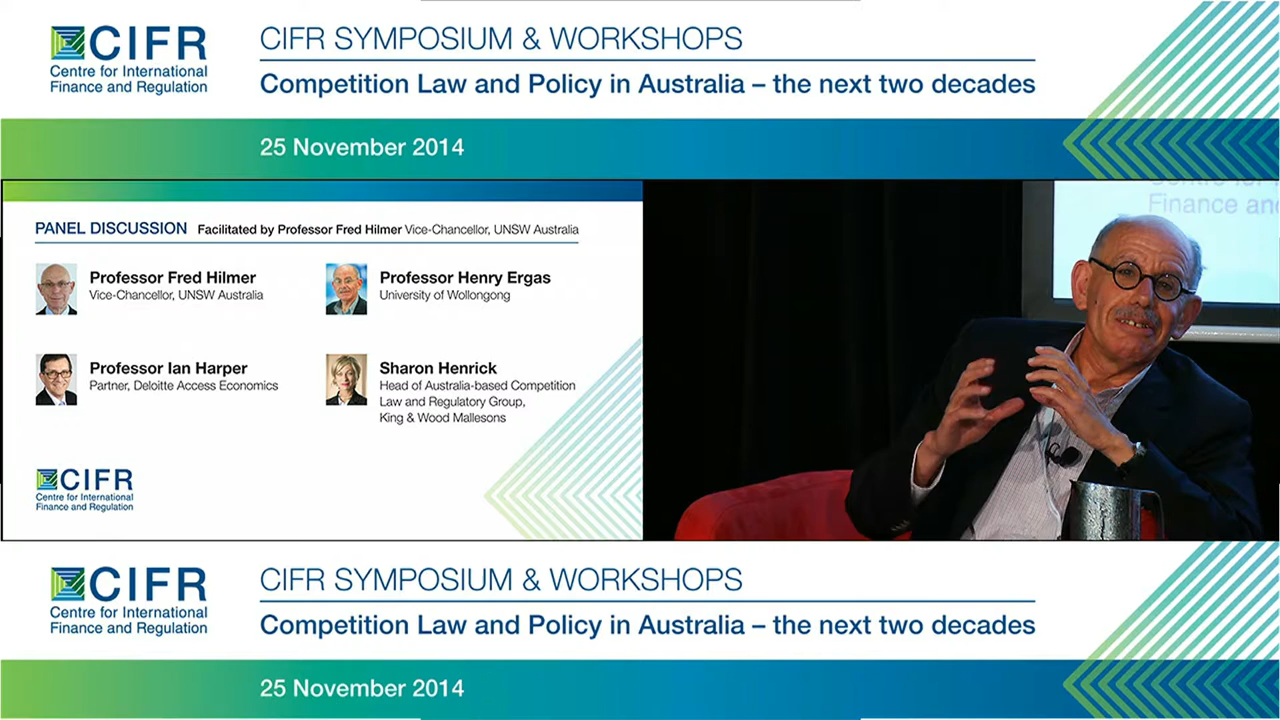 CIFR
Centre for International
Finance and Regulation
CIFR SYMPOSIUM & WORKSHOPS
Competition Law and Policy in Australia – the next two decades
25 November 2014
PANEL DISCUSSION Facilitated by Professor Fred Hilmer Vice-Chancellor, UNSW Australia
Professor Fred Hilmer
Vice-Chancellor, UNSW Australia
Professor Henry Ergas
University of Wollongong
Professor Ian Harper
Partner, Deloitte Access Economics
Sharon Henrick
Head of Australia-based Competition
Law and Regulatory Group,
King & Wood Mallesons
CIFR
Centre for International
Finance and Regulation
Finance and
CIFR
Centre for International
Finance and Regulation
CIFR SYMPOSIUM & WORKSHOPS
Competition Law and Policy in Australia – the next two decades
25 November 2014